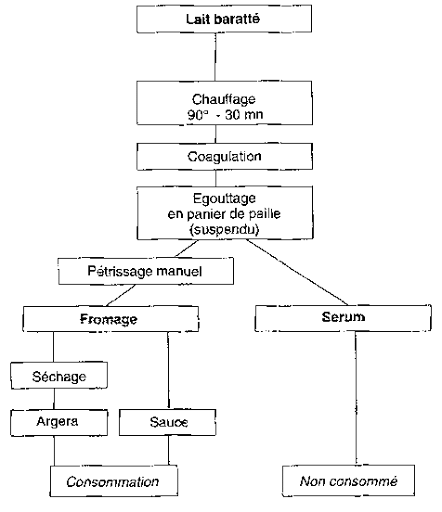 Lait baratté
Chauffage
90° - 30 mn
Coagulation
Egouttage
en panier de paille
(suspendu)
Pétrissage manuel
Fromage
Serum
Séchage
Argera
Sauce
Consommation
Non consommé